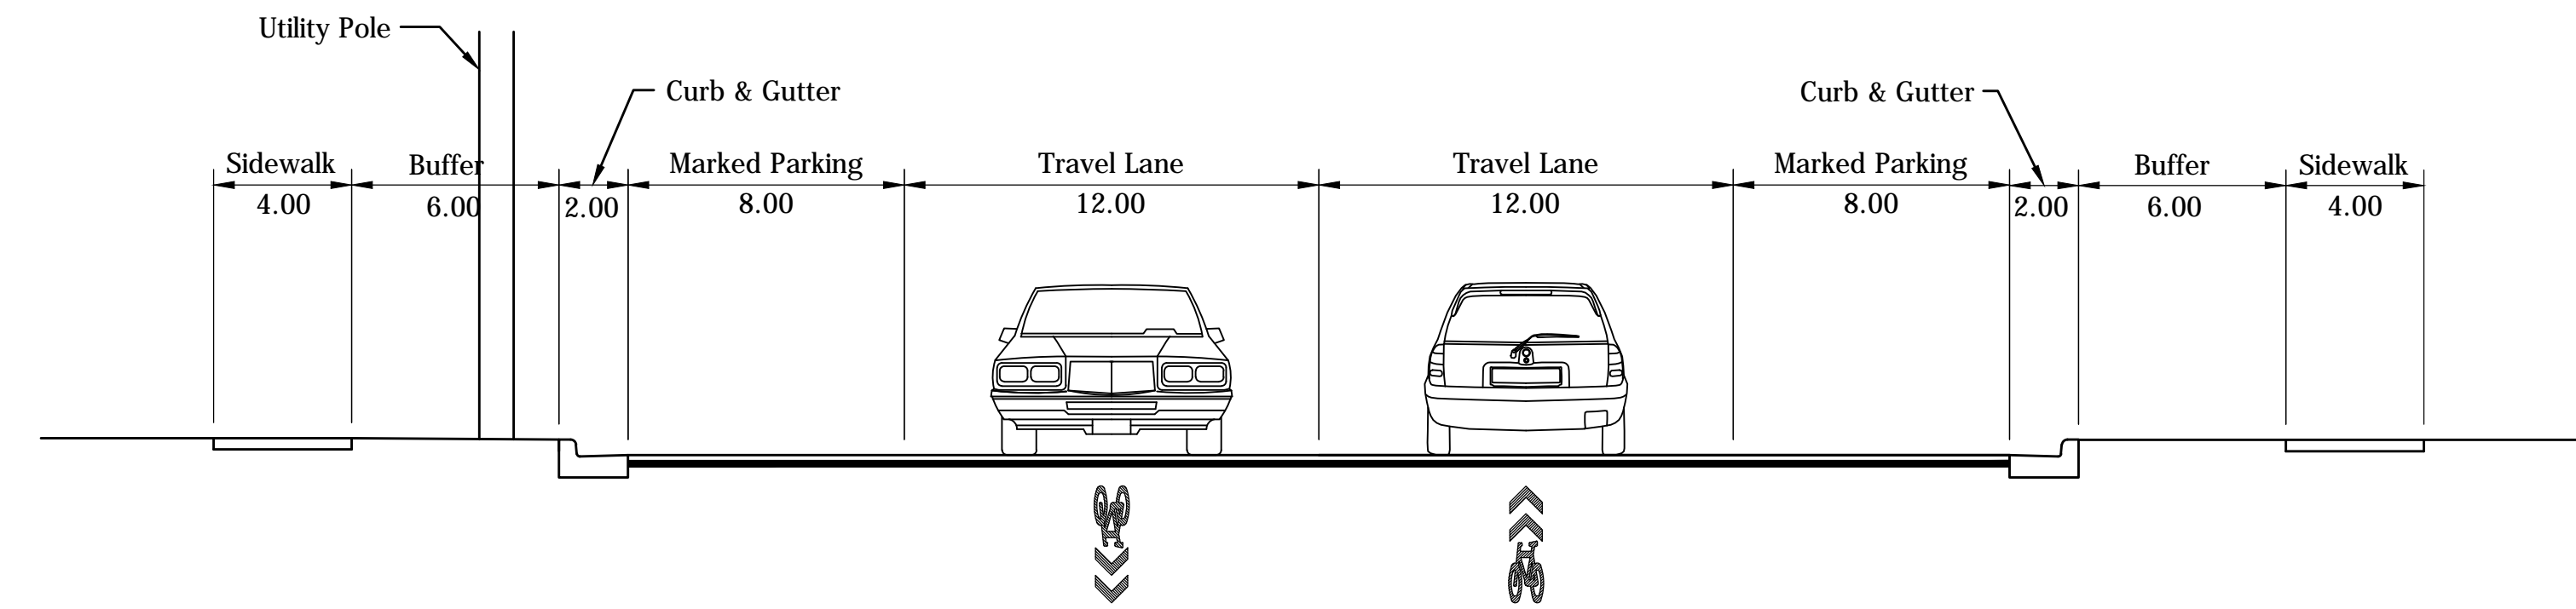 Utility Pole
Curb & Gutter
Curb & Gutter
Sidewalk
Buffer
Marked Parking
Travel Lane
Travel Lane
Marked Parking
Buffer
Sidewalk
4.00
6.00
2.00
8.00
12.00
12.00
8.00
2.00
6.00
4.00